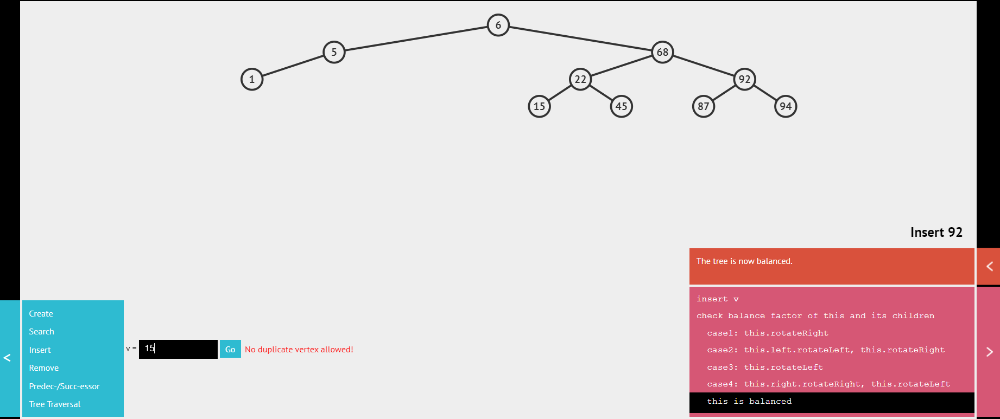 6
5
68
1
22
92
15
45
87
94
Insert 92
The tree is now balanced.
insert v
check balance factor of this and its children
case1: this.rotateRight
case2: this.left.rotateLeft, this.rotateRight
case3: this.rotateLeft
case4: this.right.rotateRight, this.rotateLeft
this is balanced
<
Create
Search
Insert
Remove
Predec-/Succ-essor
Tree Traversal
v = 15 Go No duplicate vertex allowed!
<
>